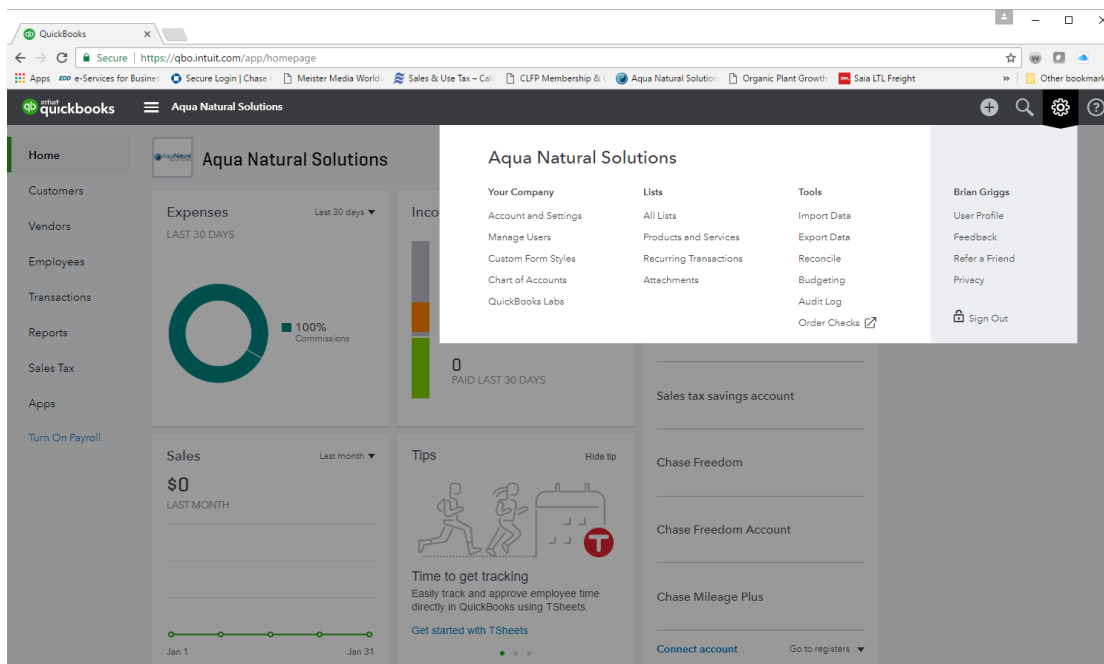 QuickBooks
Secure https://qbo.intuit.com/app/homepage
Apps EDD e-Services for Busines Secure Login | Chase Meister Media World Sales & Use Tax – Cali CLFP Membership & Aqua Natural Solution Organic Plant Growth Saia LTL Freight » Other bookmark
qb intuit quickbooks Aqua Natural Solutions
Home
Customers
Vendors
Employees
Transactions
Reports
Sales Tax
Apps
Turn On Payroll
Aqua Natural Solutions
Expenses Last 30 days
LAST 30 DAYS
100%
Commissions
Inco
0
PAID LAST 30 DAYS
Aqua Natural Solutions
Your Company
Account and Settings
Manage Users
Custom Form Styles
Chart of Accounts
QuickBooks Labs
Lists
All Lists
Products and Services
Recurring Transactions
Attachments
Tools
Import Data
Export Data
Reconcile
Budgeting
Audit Log
Order Checks
Brian Griggs
User Profile
Feedback
Refer a Friend
Privacy
Sign Out
Sales Last month
$0
LAST MONTH
Jan 1 Jan 31
Tips Hide tip
T
Time to get tracking
Easily track and approve employee time
directly in QuickBooks using TSheets.
Get started with TSheets
Sales tax savings account
Chase Freedom
Chase Freedom Account
Chase Mileage Plus
Connect account Go to registers